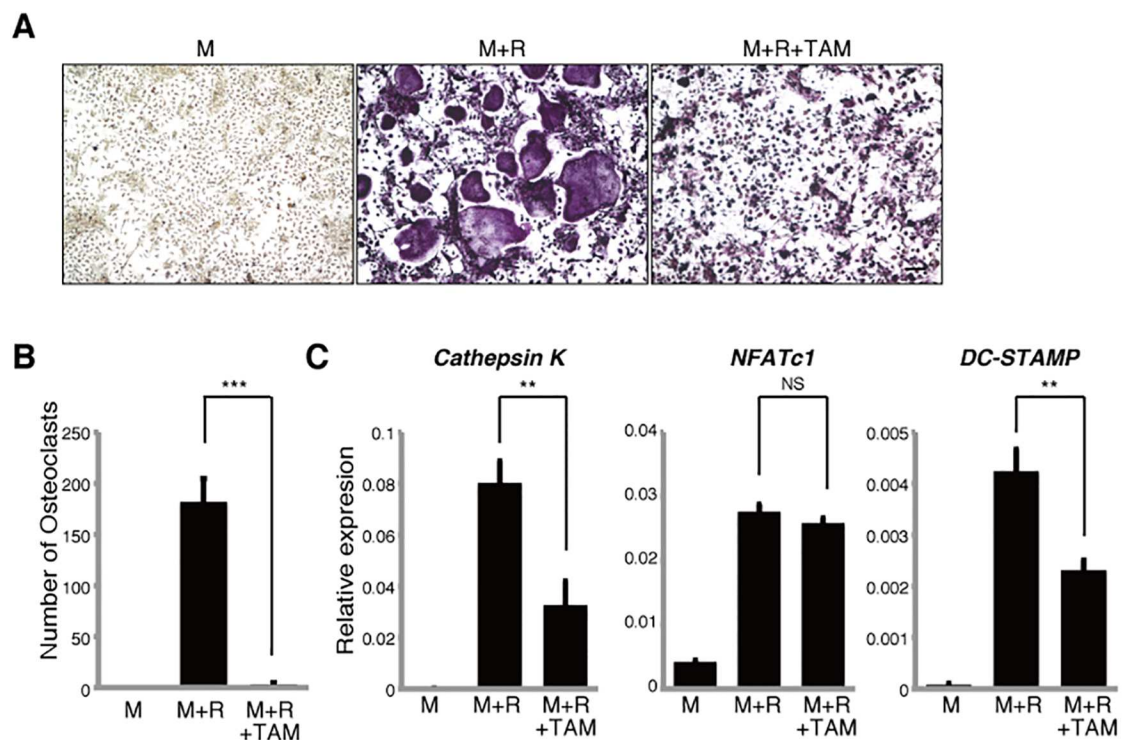 A
M M+R M+R+TAM
B
***
Number of Osteoclasts
250
200
150
100
50
0
M M+R M+R
+TAM
C
Cathepsin K
**
Relative expresion
0.1
0.08
0.06
0.04
0.02
0
M M+R M+R
+TAM
NFATc1
NS
0.04
0.03
0.02
0.01
0
M M+R M+R
+TAM
DC-STAMP
**
0.005
0.004
0.003
0.002
0.001
0
M M+R M+R
+TAM